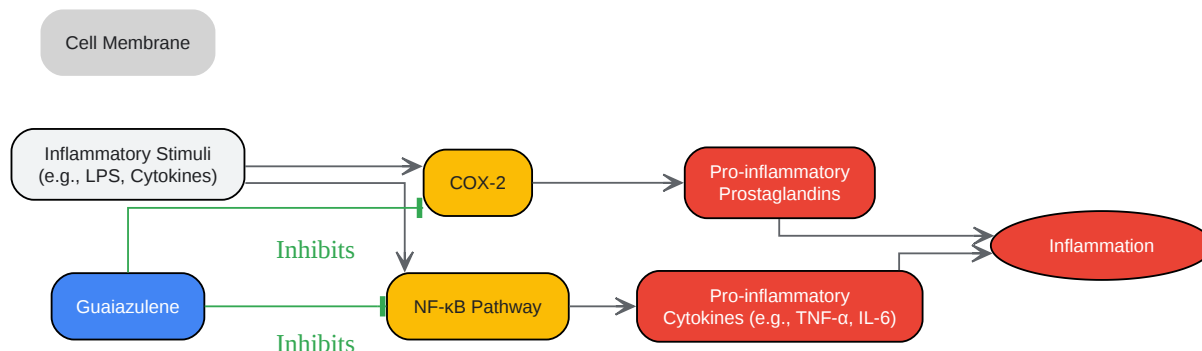 Cell Membrane
Inflammatory Stimuli
(e.g., LPS, Cytokines)
COX-2
Pro-inflammatory
Prostaglandins
Inhibits
Inflammation
Guaiazulene
NF-κB Pathway
Pro-inflammatory
Cytokines (e.g., TNF-α, IL-6)
Inhibits